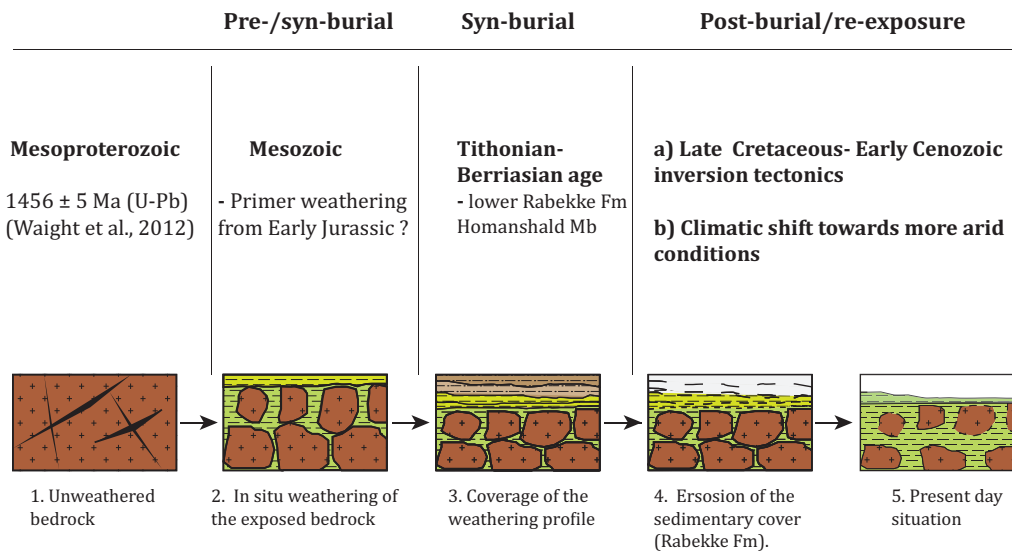 Pre-/syn-burial
Syn-burial
Post-burial/re-exposure
Mesoproterozoic
1456 ± 5 Ma (U-Pb)
(Waight et al., 2012)
Mesozoic
- Primer weathering
from Early Jurassic ?
Tithonian-
Berriasian age
- lower Rabekke Fm
Homanshald Mb
a) Late Cretaceous- Early Cenozoic
inversion tectonics
b) Climatic shift towards more arid
conditions
1. Unweathered
bedrock
2. In situ weathering of
the exposed bedrock
3. Coverage of the
weathering profile
4. Ersosion of the
sedimentary cover
(Rabekke Fm).
5. Present day
situation